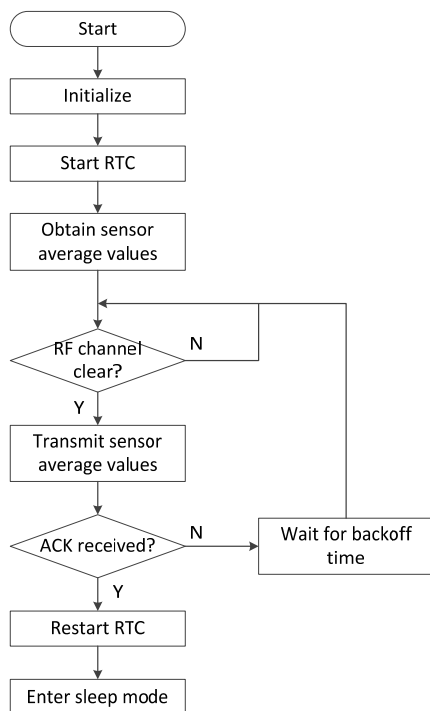 Start
Initialize
Start RTC
Obtain sensor
average values
RF channel
clear?
N
Y
Transmit sensor
average values
ACK received?
N
Wait for backoff
time
Y
Restart RTC
Enter sleep mode